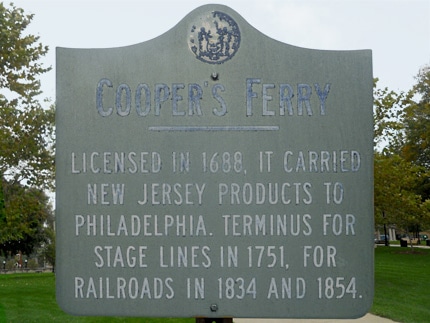 COOPER'S FERRY
LICENSED IN 1688, IT CARRIED
NEW JERSEY PRODUCTS TO
PHILADELPHIA. TERMINUS FOR
STAGE LINES IN 1751, FOR
RAILROADS IN 1834 AND 1854.